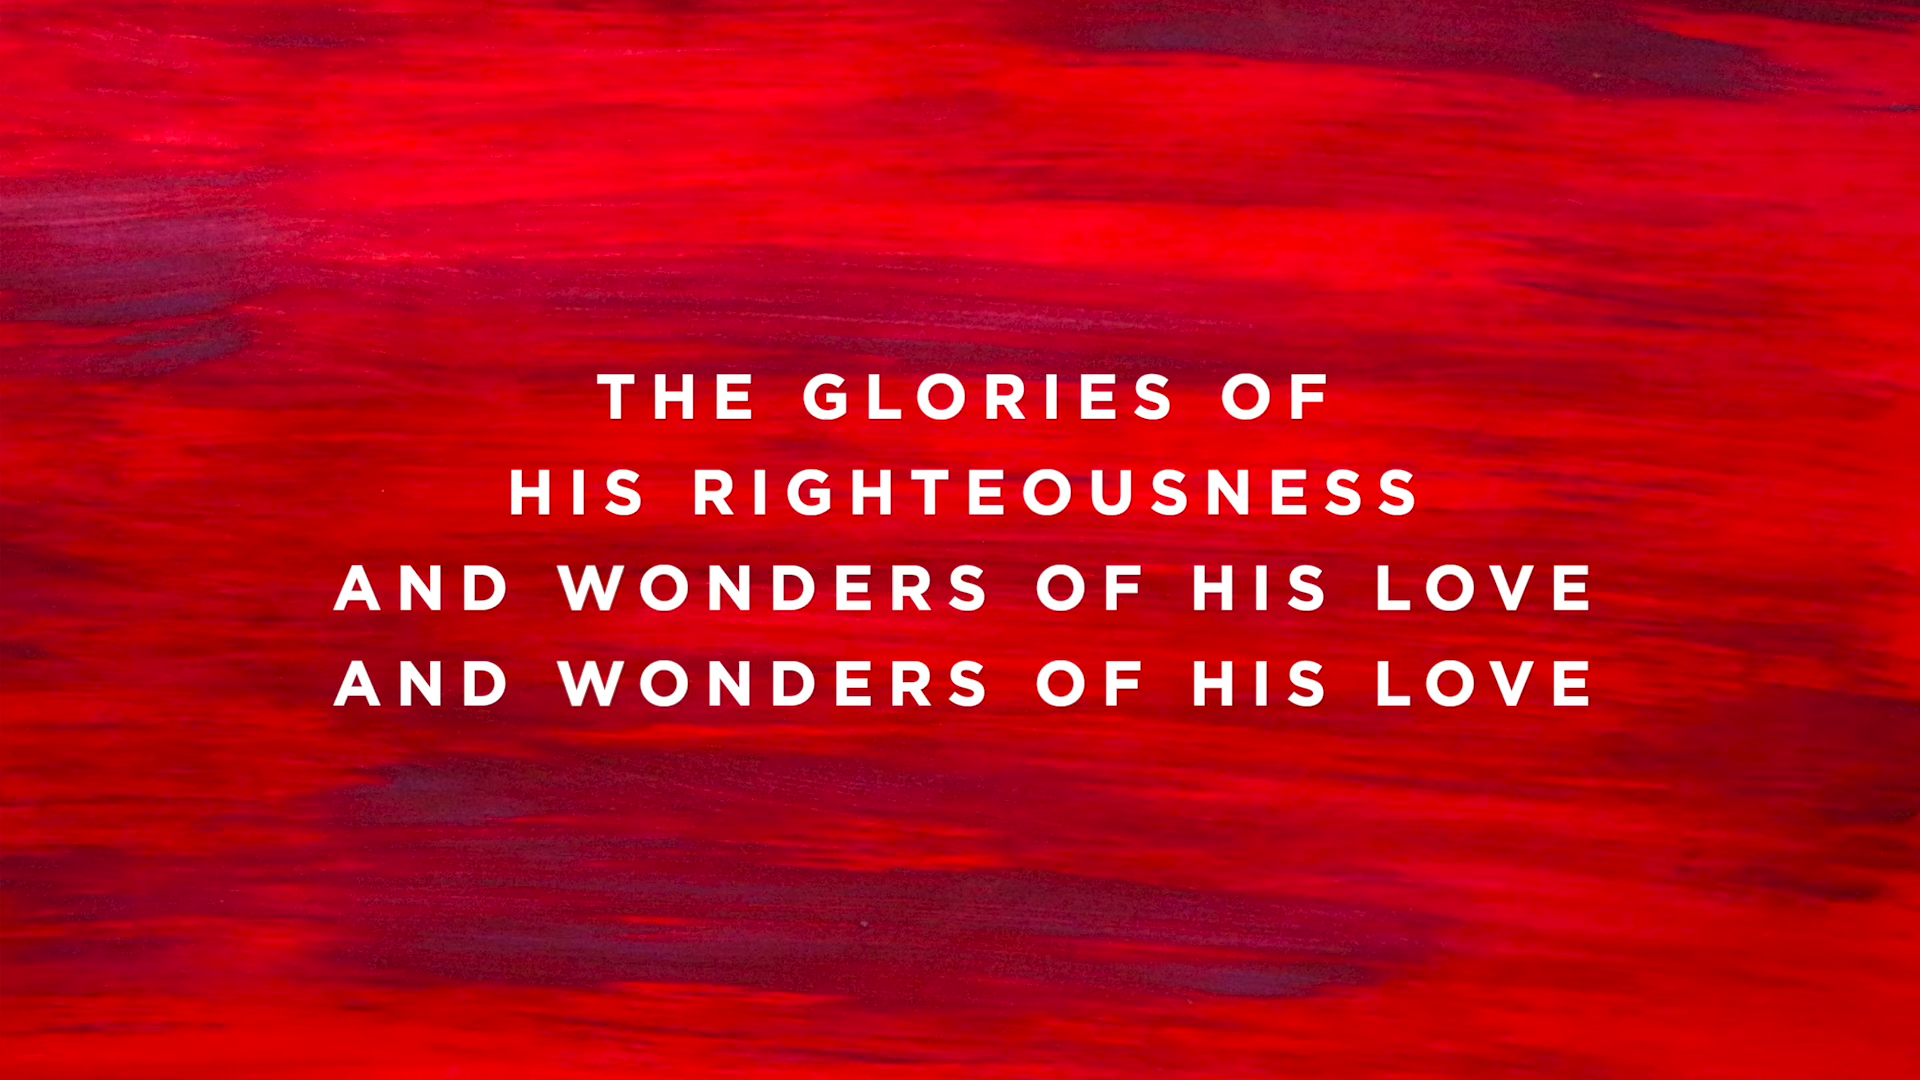 THE GLORIES OF
HIS RIGHTEOUSNESS
AND WONDERS OF HIS LOVE
AND WONDERS OF HIS LOVE